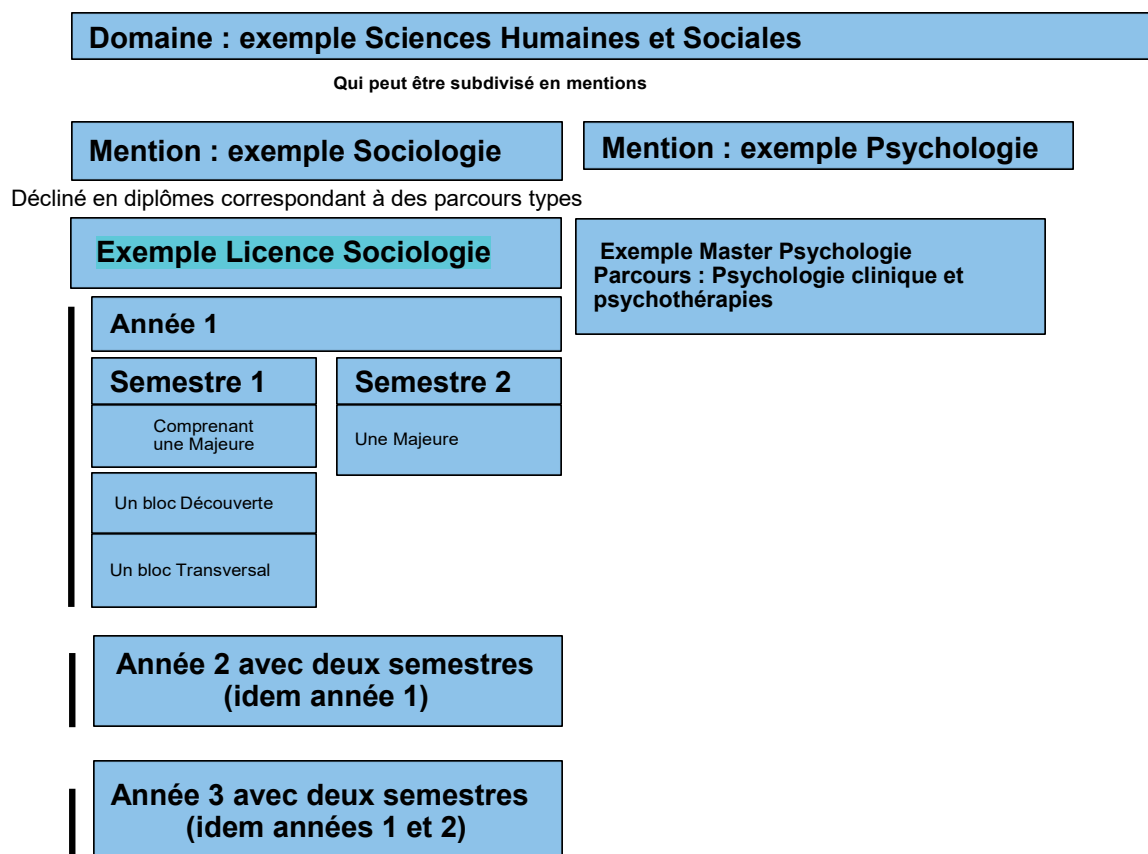 Domaine : exemple Sciences Humaines et Sociales
Qui peut être subdivisé en mentions
Mention : exemple Sociologie
Mention : exemple Psychologie
Décliné en diplômes correspondant à des parcours types
Exemple Licence Sociologie
Exemple Master Psychologie
Parcours : Psychologie clinique et
psychothérapies
Année 1
Semestre 1
Semestre 2
Comprenant
une Majeure
Une Majeure
Un bloc Découverte
Un bloc Transversal
Année 2 avec deux semestres
(idem année 1)
Année 3 avec deux semestres
(idem années 1 et 2)